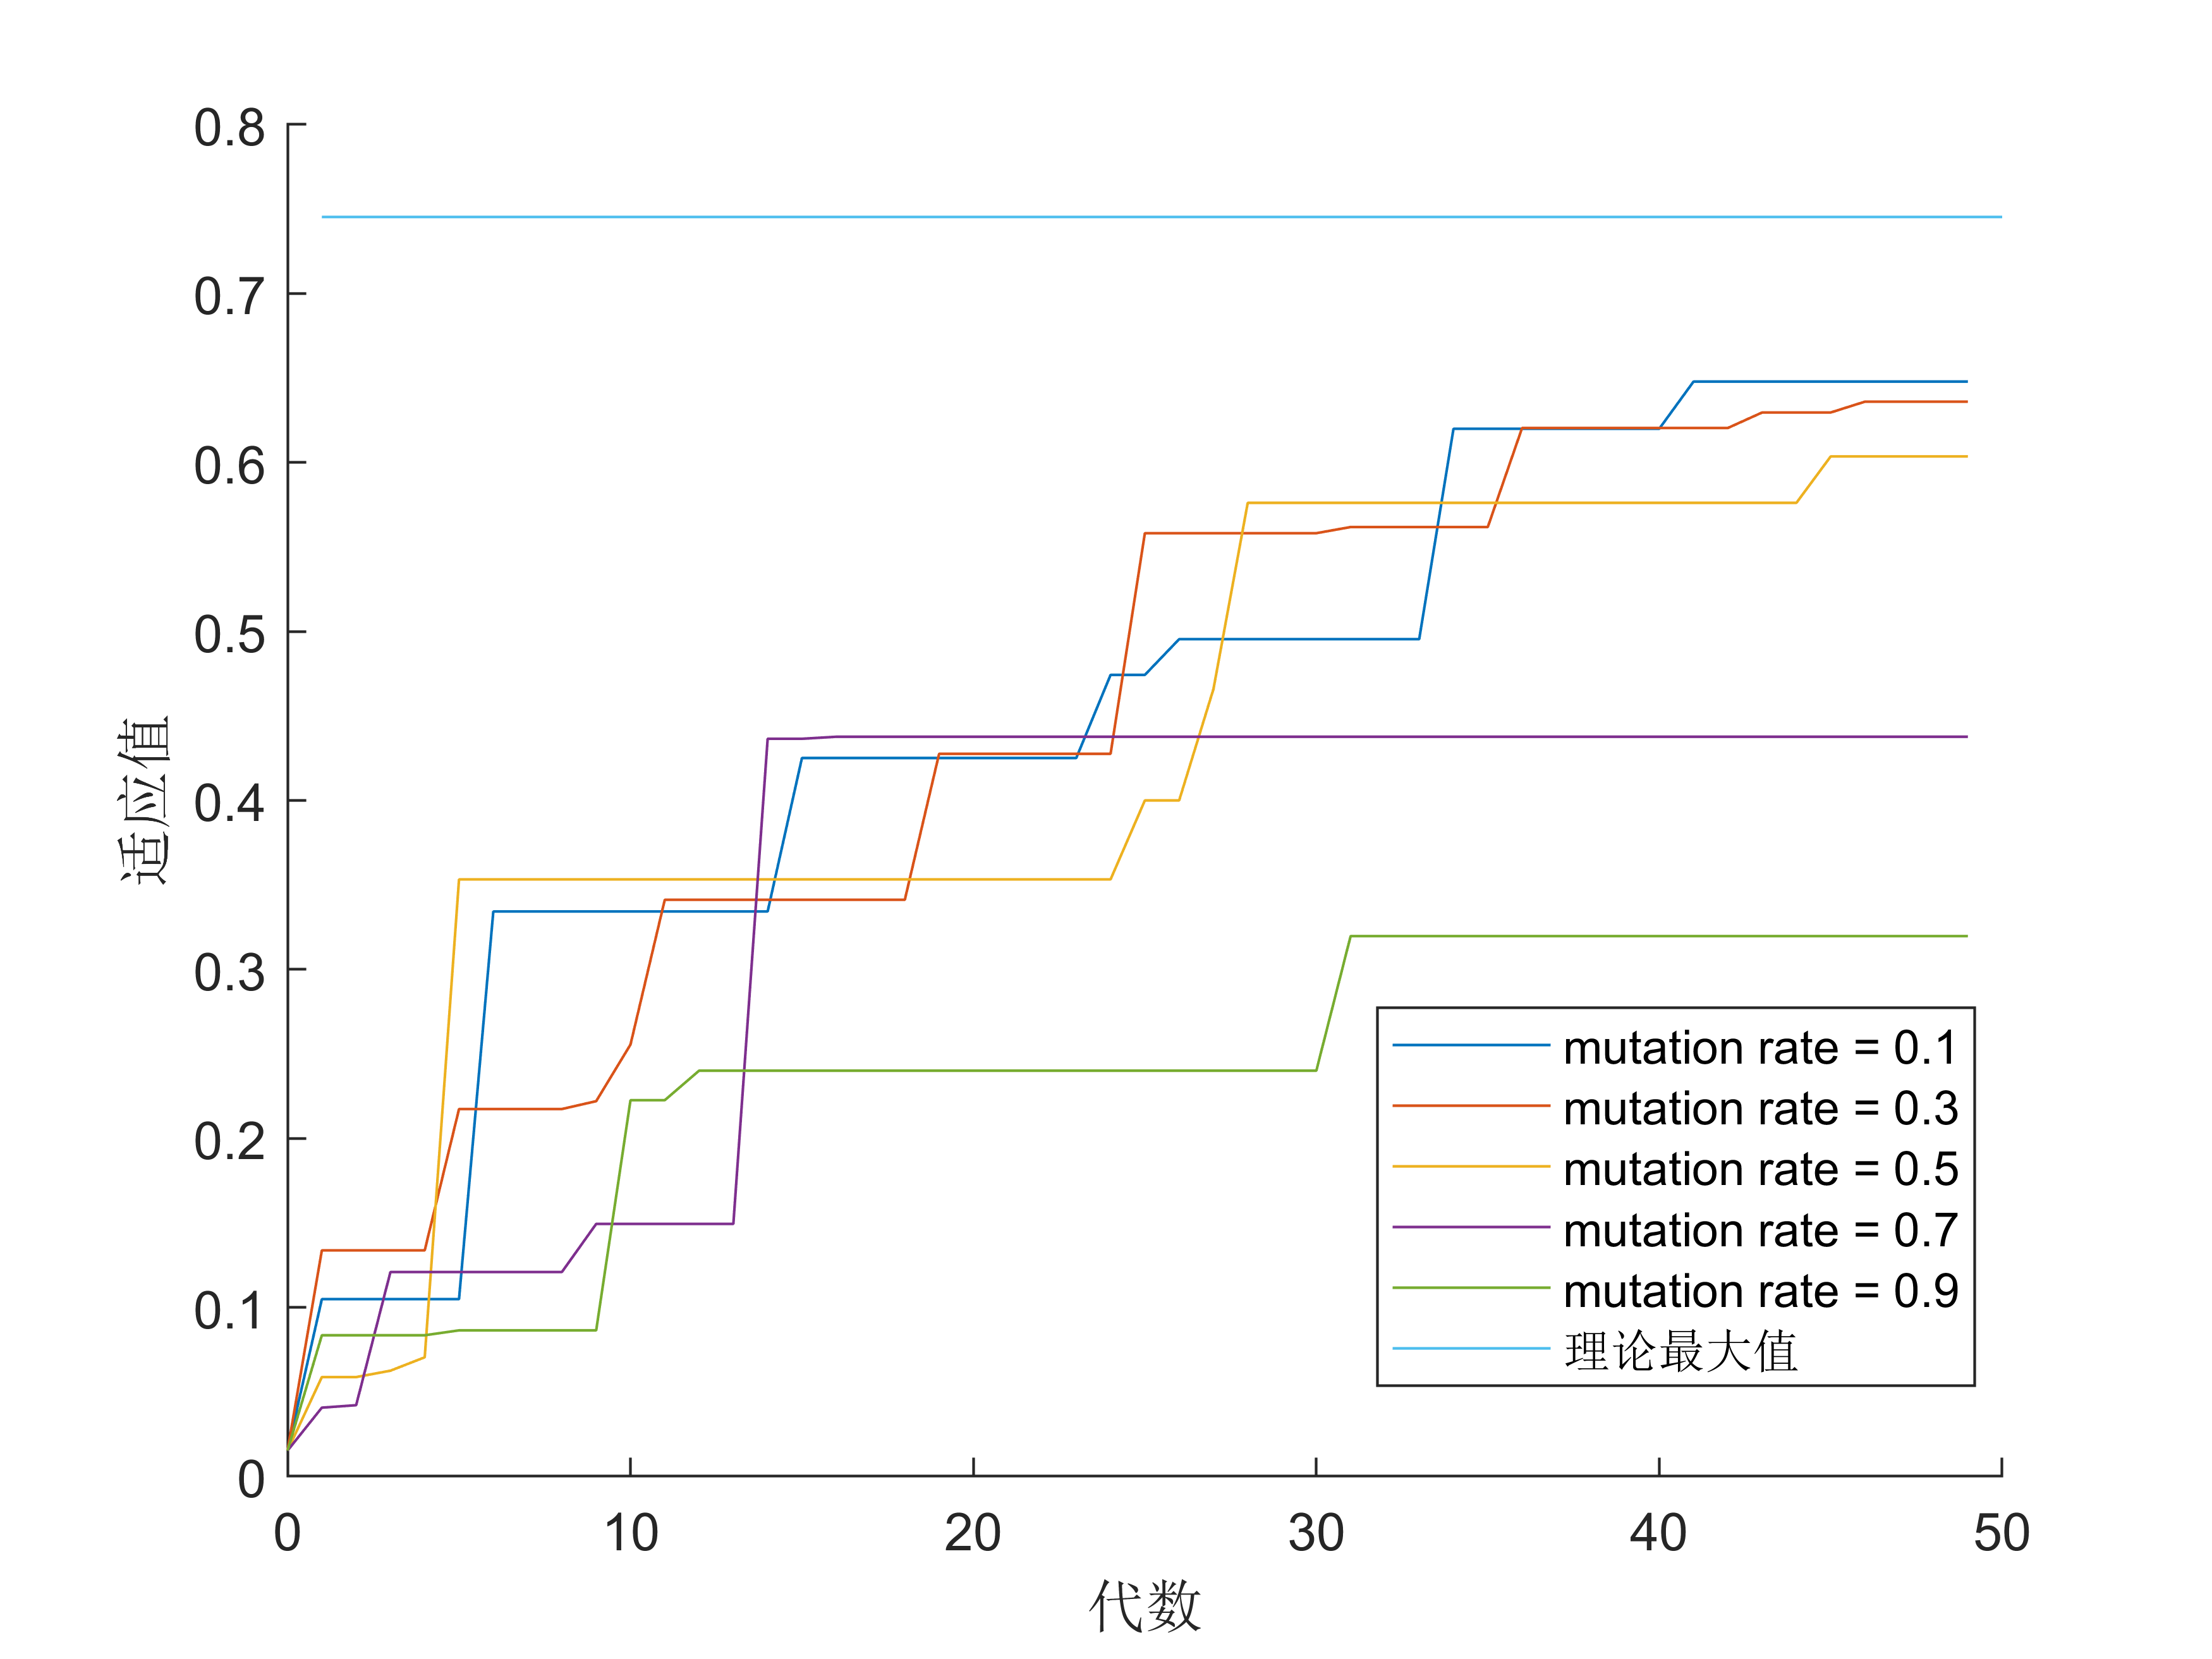 0.8
0.7
0.6
0.5
0.4
0.3
0.2
0.1
0
适应值
0 10 20 30 40 50
代数
mutation rate = 0.1
mutation rate = 0.3
mutation rate = 0.5
mutation rate = 0.7
mutation rate = 0.9
理论最大值